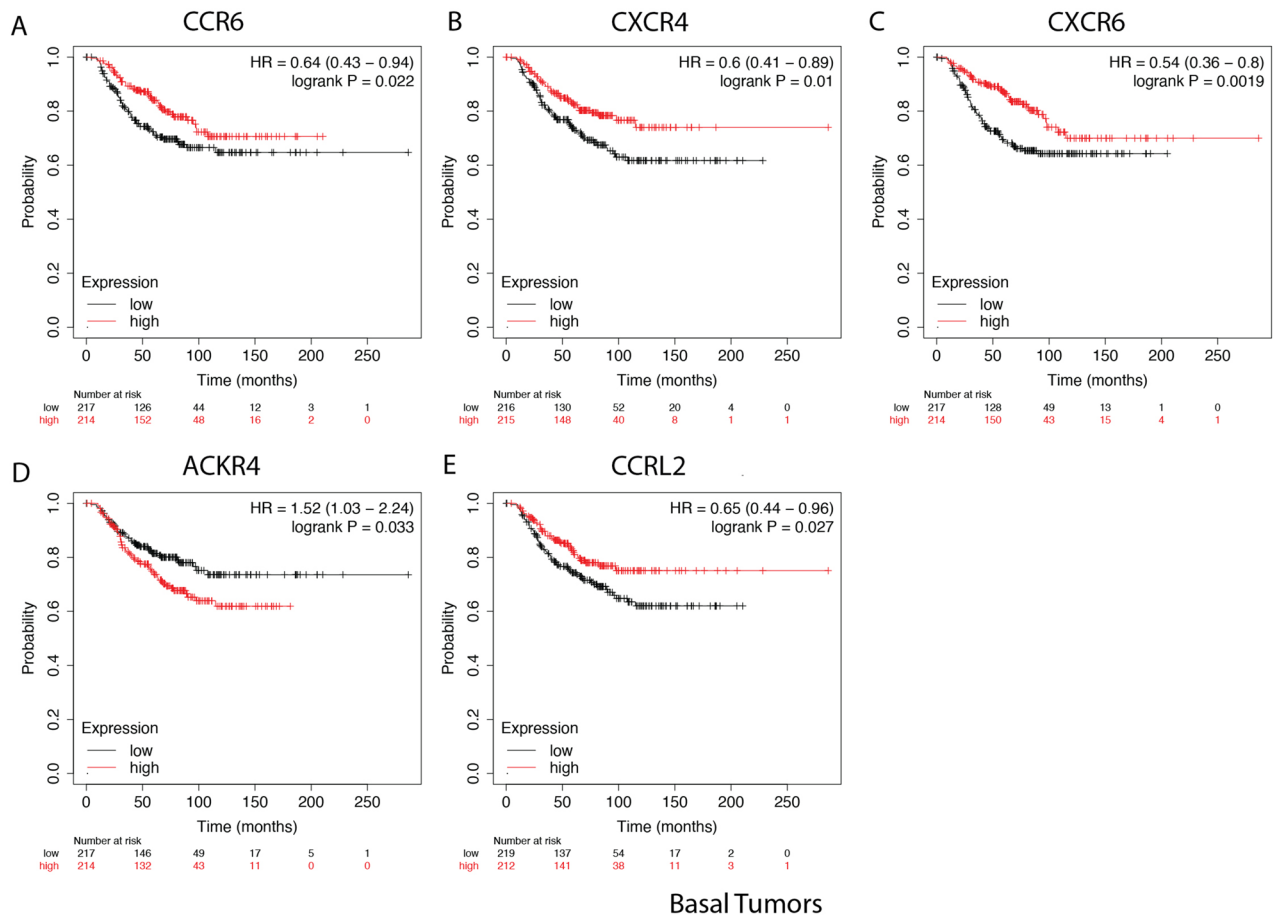 A
CCR6
HR = 0.64 (0.43 – 0.94)
logrank P = 0.022
Probability
1.0
0.8
0.6
0.4
0.2
0.0
Expression
low
high
0 50 100 150 200 250
Time (months)
Number at risk
low 217 126 44 12 3 1
high 214 152 48 16 2 0
B
CXCR4
HR = 0.6 (0.41 – 0.89)
logrank P = 0.01
Probability
1.0
0.8
0.6
0.4
0.2
0.0
Expression
low
high
0 50 100 150 200 250
Time (months)
Number at risk
low 216 130 52 20 4 0
high 215 148 40 8 1 1
C
CXCR6
HR = 0.54 (0.36 – 0.8)
logrank P = 0.0019
Probability
1.0
0.8
0.6
0.4
0.2
0.0
Expression
low
high
0 50 100 150 200 250
Time (months)
Number at risk
low 217 128 49 13 1 0
high 214 150 43 15 4 1
D
ACKR4
HR = 1.52 (1.03 – 2.24)
logrank P = 0.033
Probability
1.0
0.8
0.6
0.4
0.2
0.0
Expression
low
high
0 50 100 150 200 250
Time (months)
Number at risk
low 217 146 49 17 5 1
high 214 132 43 11 0 0
E
CCRL2
HR = 0.65 (0.44 – 0.96)
logrank P = 0.027
Probability
1.0
0.8
0.6
0.4
0.2
0.0
Expression
low
high
0 50 100 150 200 250
Time (months)
Number at risk
low 219 137 54 17 2 0
high 212 141 38 11 3 1
Basal Tumors